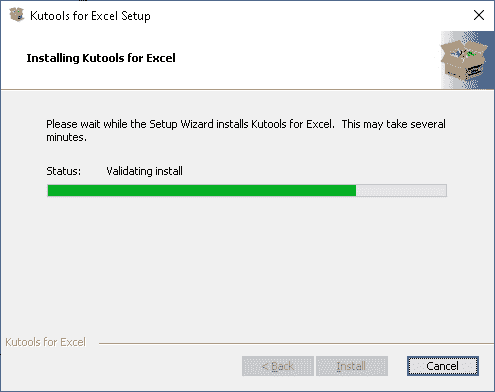 Kutools for Excel Setup
Installing Kutools for Excel
Please wait while the Setup Wizard installs Kutools for Excel. This may take several
minutes.
Status: Validating install
Kutools for Excel
< Back Install Cancel